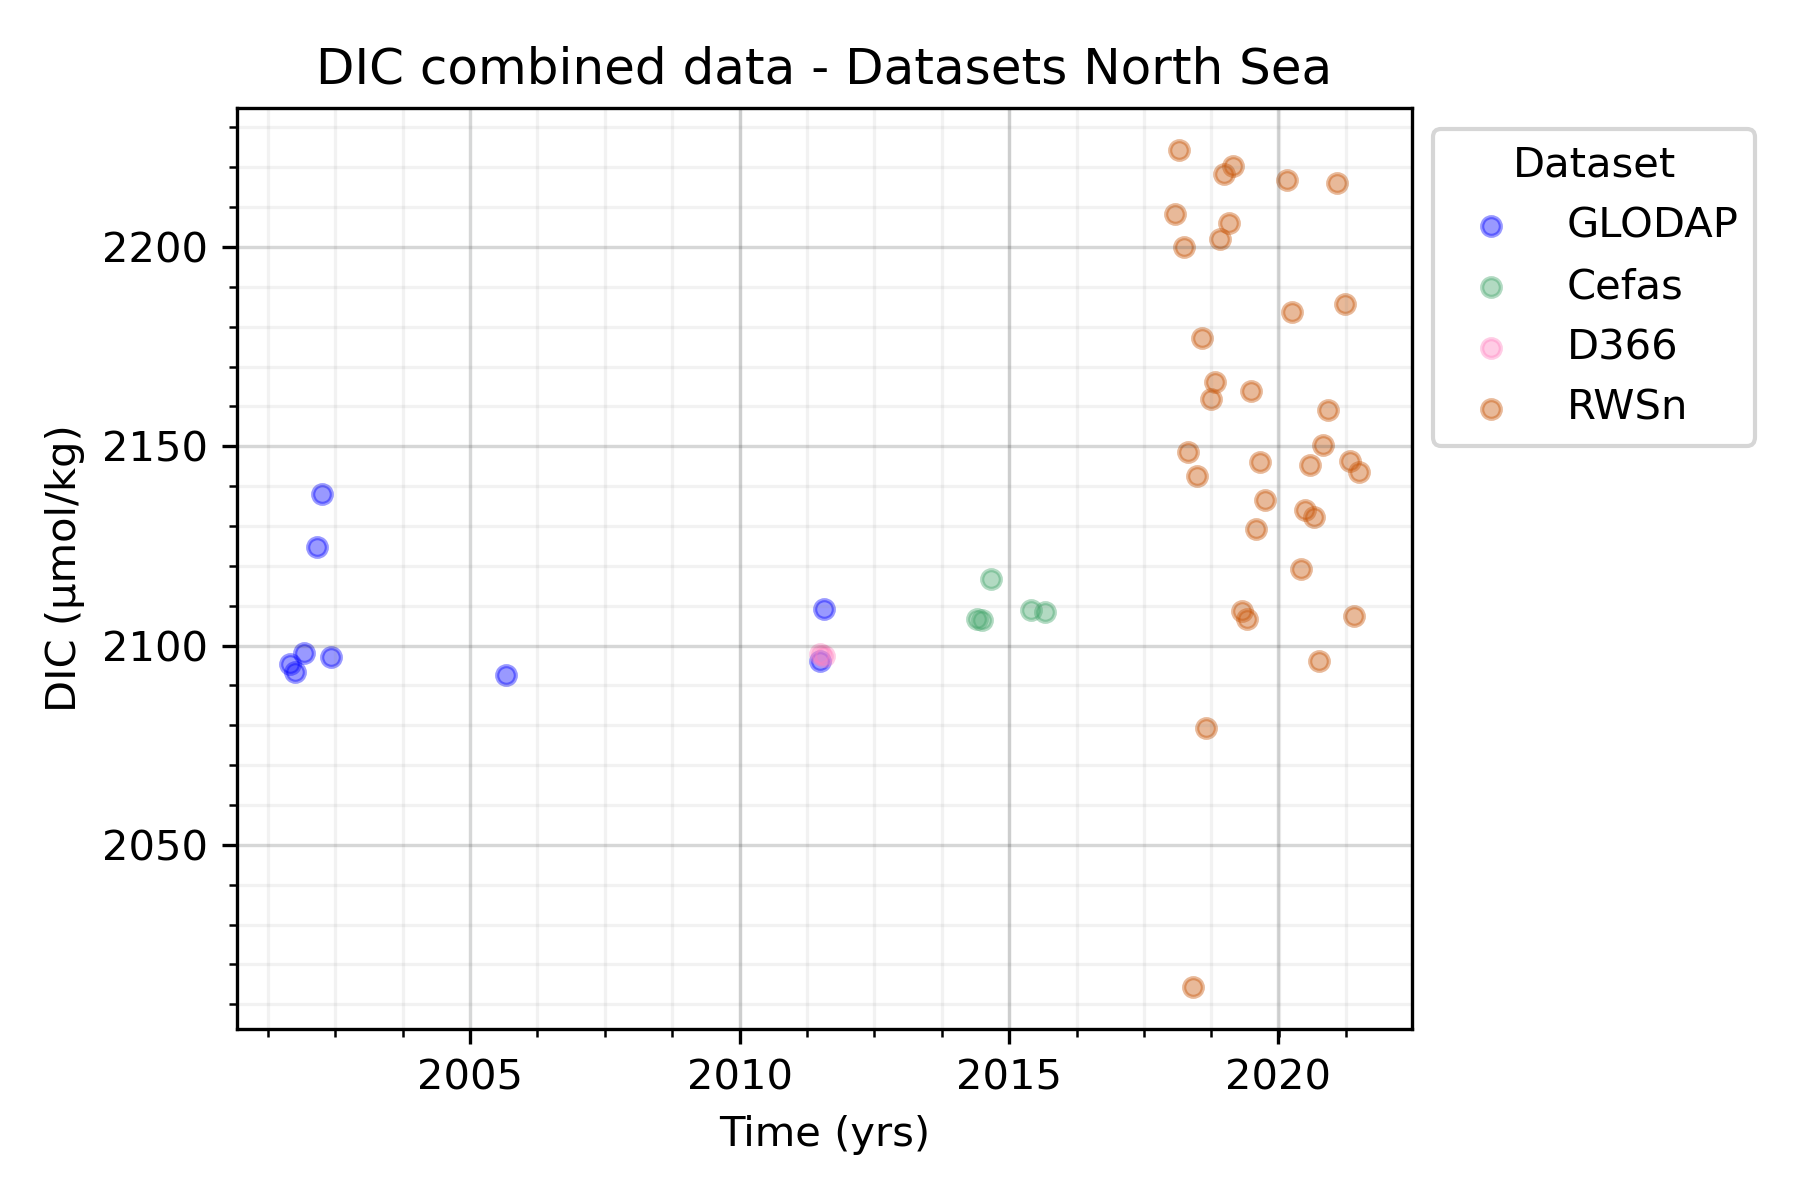 DIC combined data - Datasets North Sea
Dataset
GLODAP
Cefas
D366
RWSn
2200
2150
2100
2050
DIC (µmol/kg)
2005
2010
2015
2020
Time (yrs)